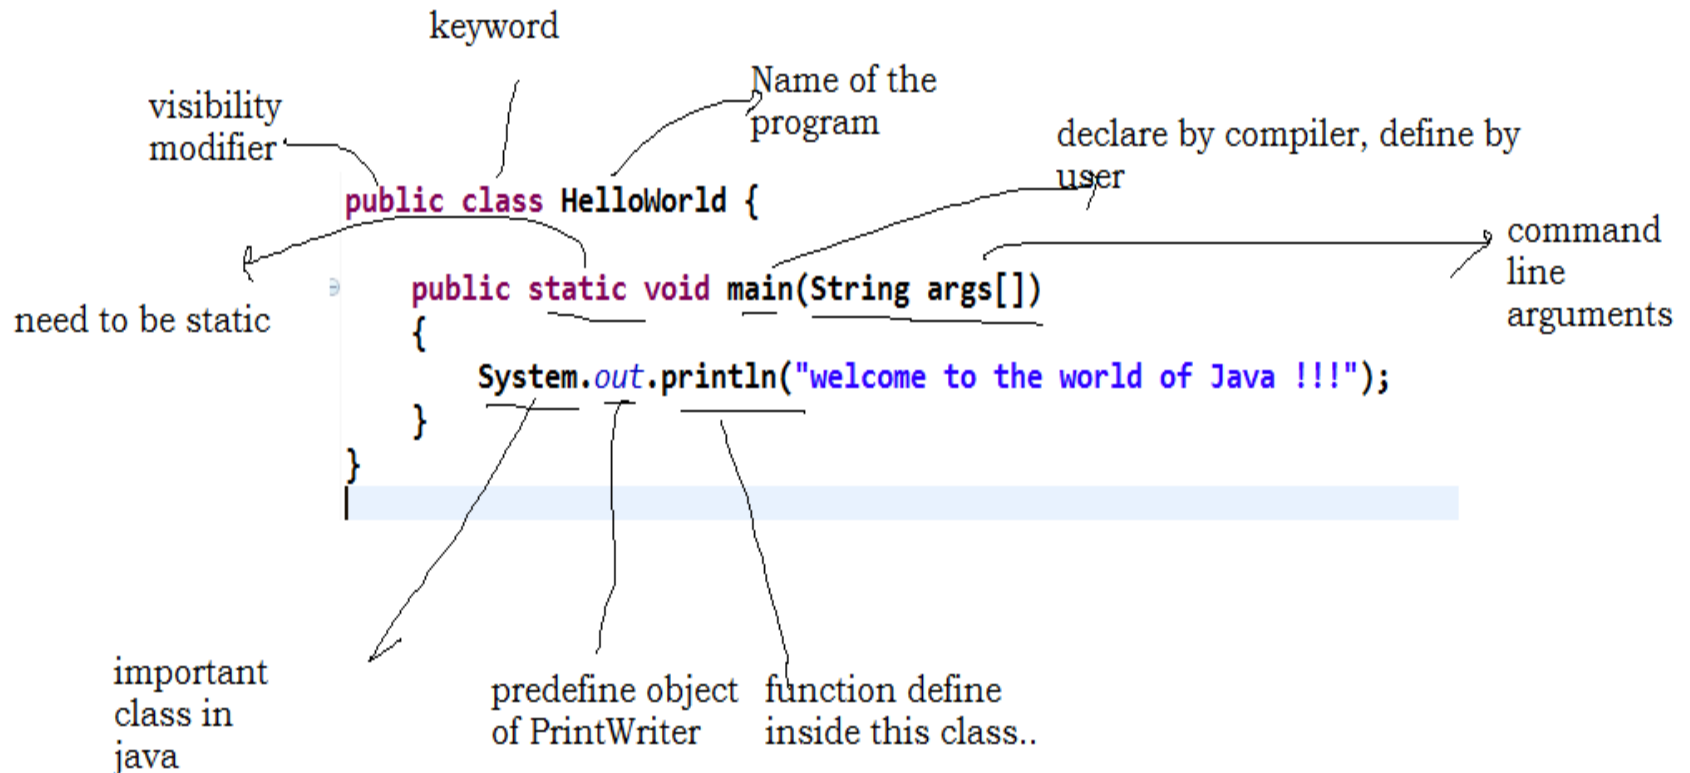 keyword
visibility
modifier
Name of the
program
declare by compiler, define by
user
public class HelloWorld {
command
line
arguments
need to be static
public static void main(String args[])
{
System.out.println("welcome to the world of Java !!!");
}
}
important
class in
java
predefine object
of PrintWriter
function define
inside this class..